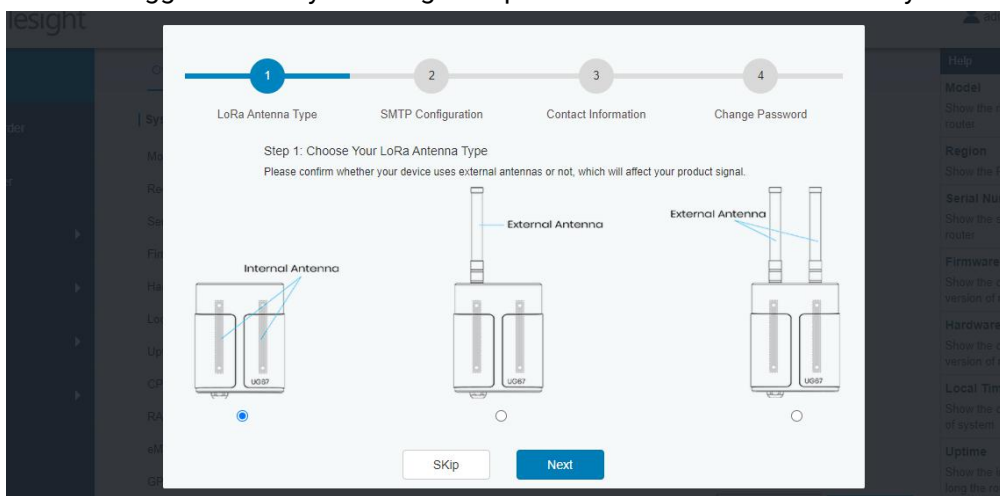 1
2
3
4
LoRa Antenna Type
SMTP Configuration
Contact Information
Change Password
Step 1: Choose Your LoRa Antenna Type
Please confirm whether your device uses external antennas or not, which will affect your product signal.
External Antenna
External Antenna
Internal Antenna
UG67
UG67
UG67
SKip
Next
Help
Model
Show the
router
Region
Show the
Show the
router
Firmware
Show the
version of
Hardware
Show the
version of
Local Tim
Show the
of system
Uptime
Show the
long the